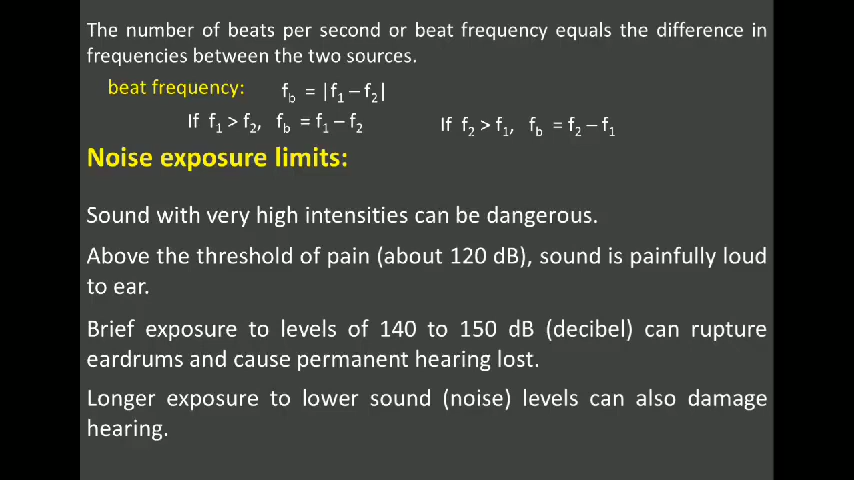 The number of beats per second or beat frequency equals the difference in
frequencies between the two sources.
beat frequency: f_b = |f_1 – f_2|
If f_1 > f_2, f_b = f_1 – f_2 If f_2 > f_1, f_b = f_2 – f_1
Noise exposure limits:
Sound with very high intensities can be dangerous.
Above the threshold of pain (about 120 dB), sound is painfully loud
to ear.
Brief exposure to levels of 140 to 150 dB (decibel) can rupture
eardrums and cause permanent hearing lost.
Longer exposure to lower sound (noise) levels can also damage
hearing.